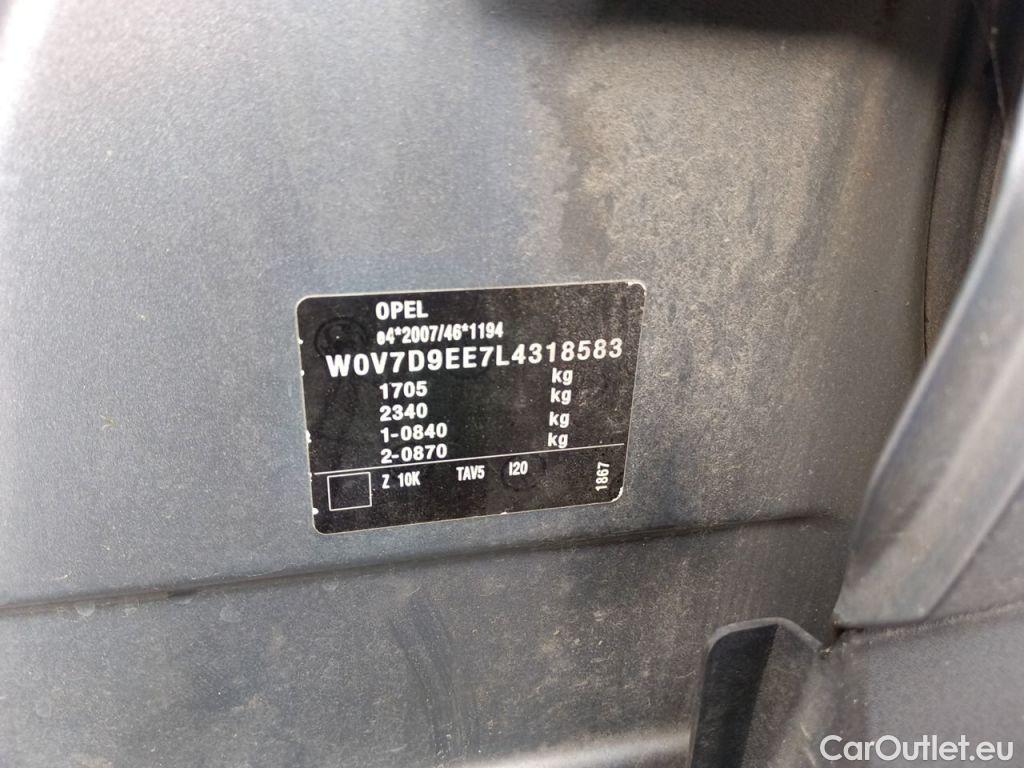 OPEL
e4*2007/46*1194
W0V7D9EE7L4318583
1705 kg
2340 kg
1-0840 kg
2-0870 kg
Z 10K TAV5 I20
1867
CarOutlet.eu